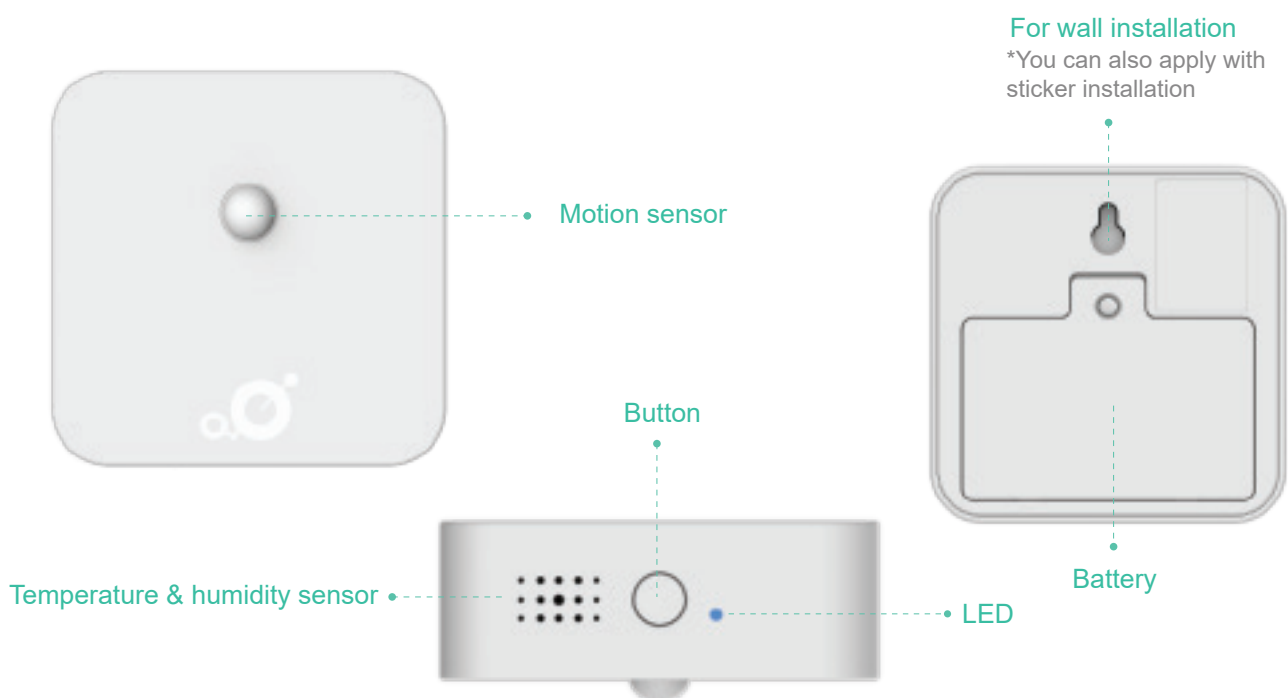 For wall installation
*You can also apply with
sticker installation
Motion sensor
Button
Temperature & humidity sensor
LED
Battery